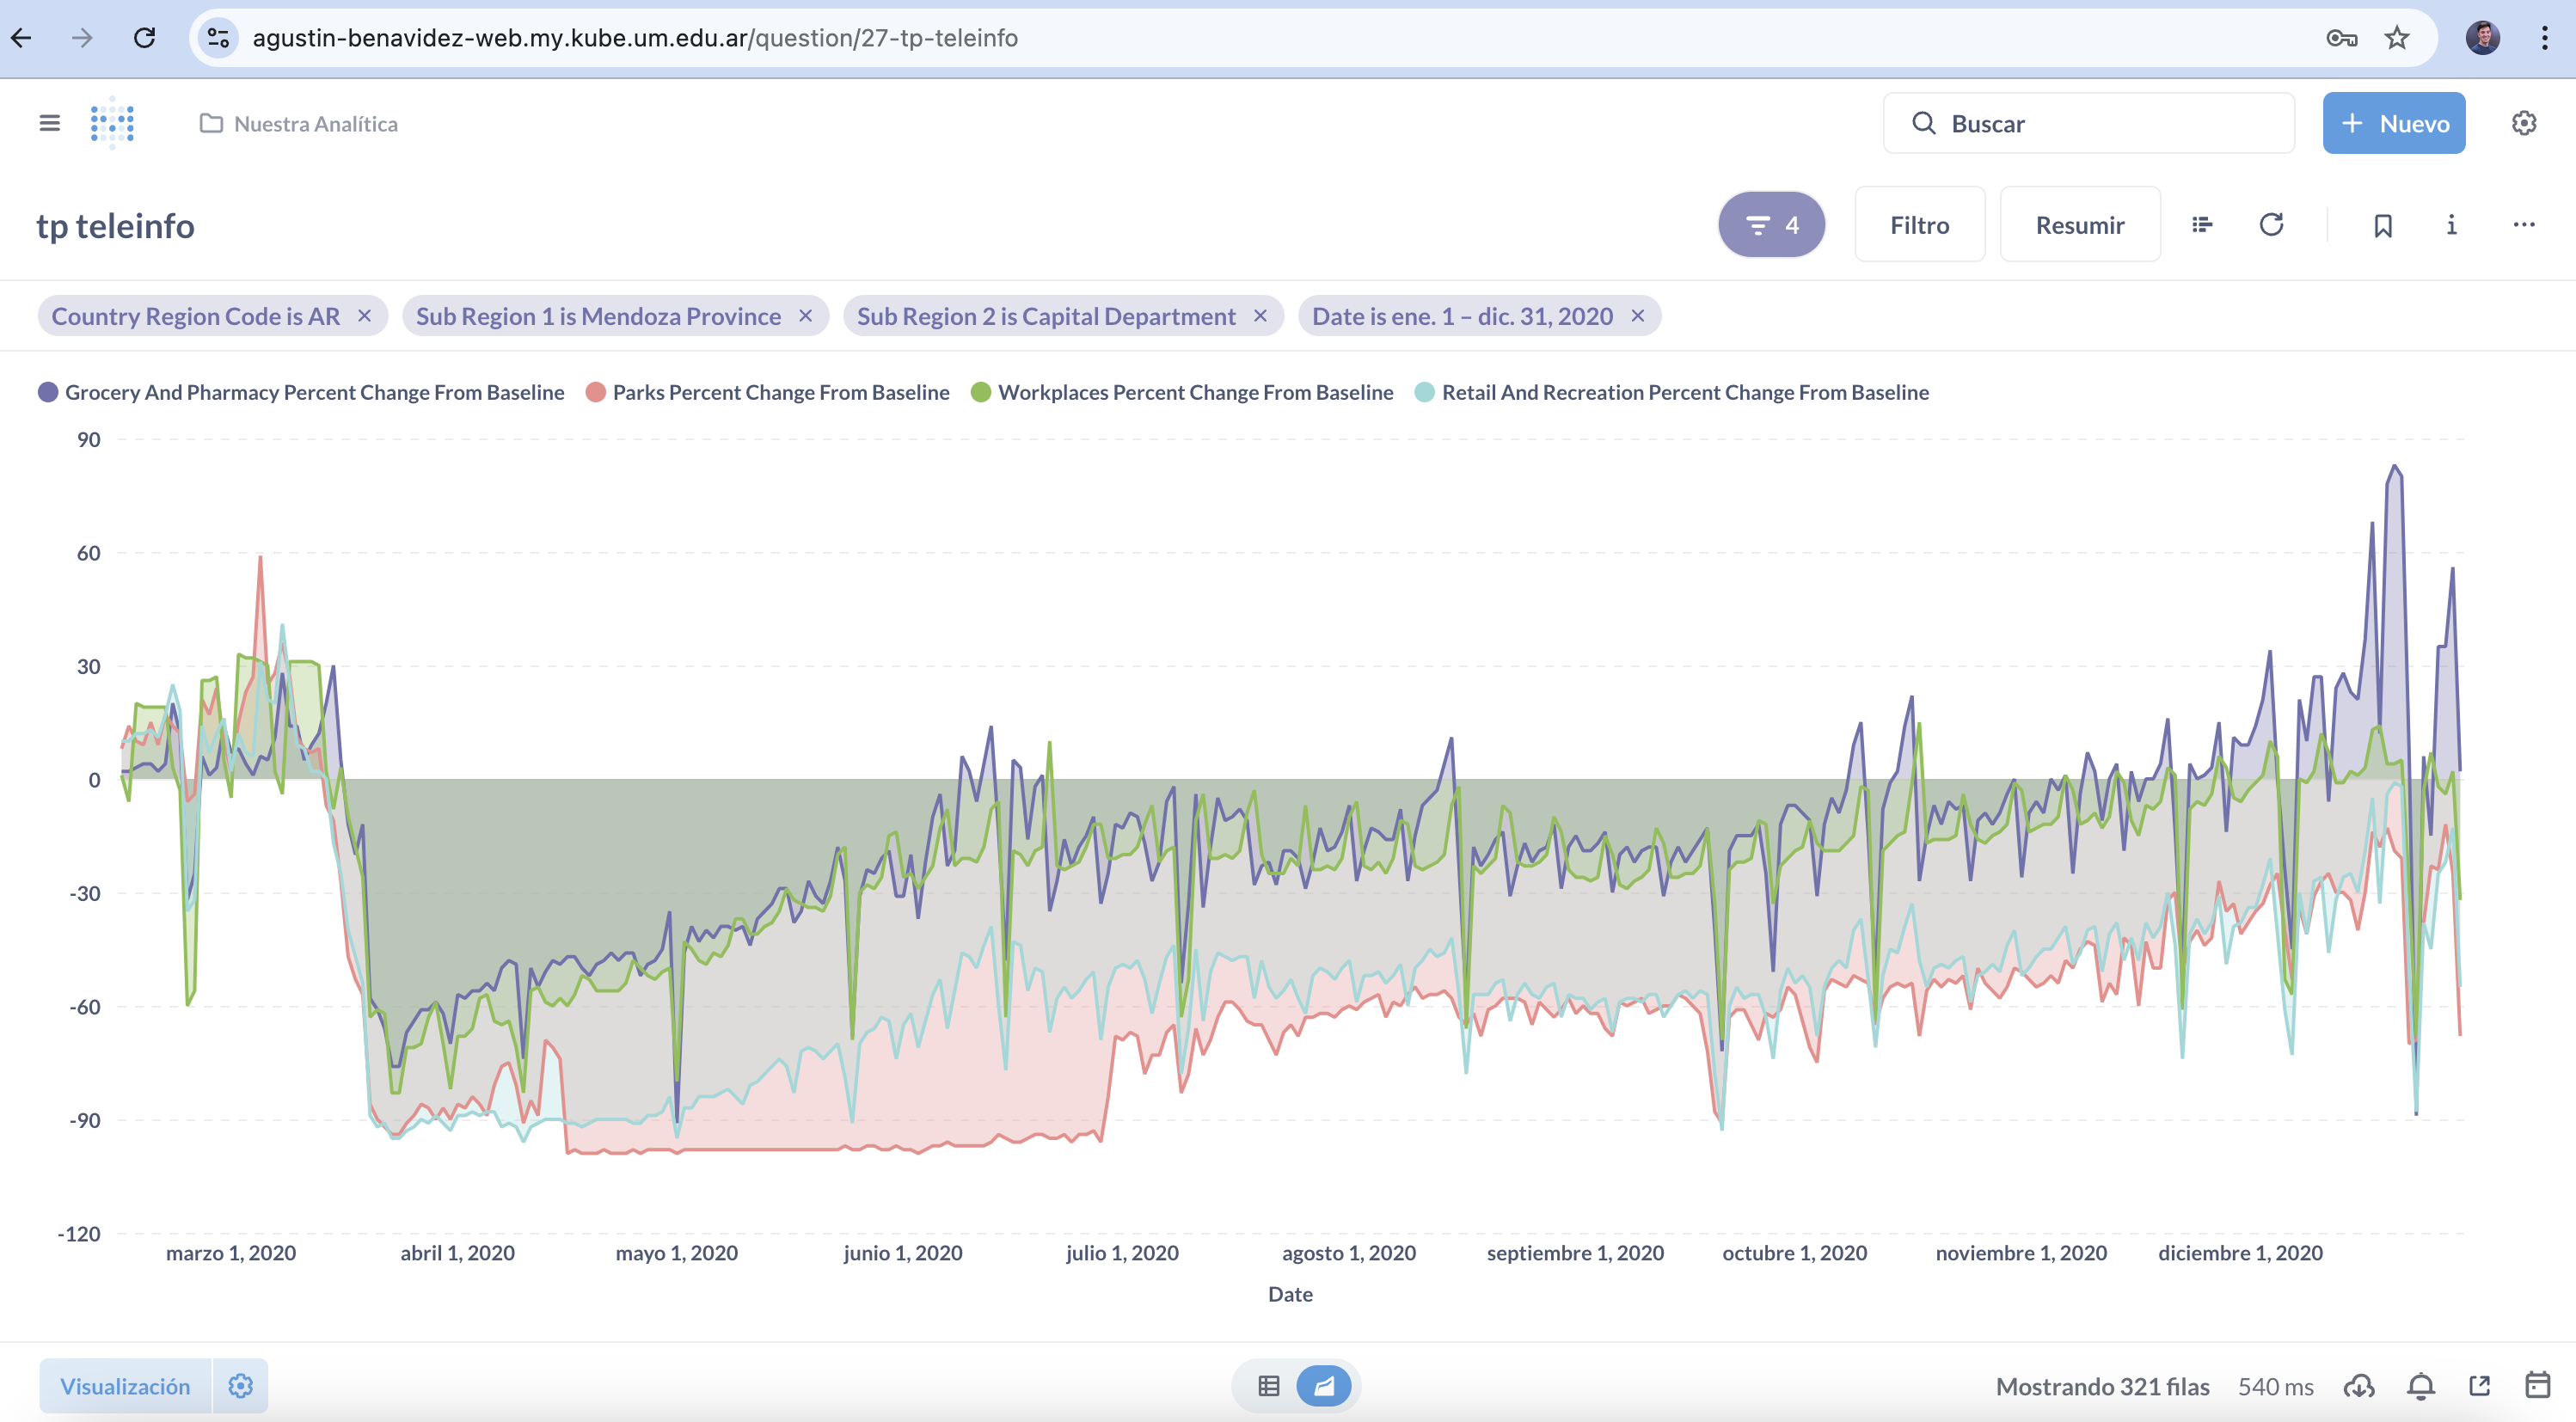 agustin-benavidez-web.my.kube.um.edu.ar/question/27-tp-teleinfo
Nuestra Analítica
Buscar
+ Nuevo
tp teleinfo
4
Filtro
Resumir
Country Region Code is AR
Sub Region 1 is Mendoza Province
Sub Region 2 is Capital Department
Date is ene. 1 – dic. 31, 2020
Grocery And Pharmacy Percent Change From Baseline
Parks Percent Change From Baseline
Workplaces Percent Change From Baseline
Retail And Recreation Percent Change From Baseline
90
60
30
0
-30
-60
-90
-120
marzo 1, 2020
abril 1, 2020
mayo 1, 2020
junio 1, 2020
julio 1, 2020
agosto 1, 2020
septiembre 1, 2020
octubre 1, 2020
noviembre 1, 2020
diciembre 1, 2020
Date
Visualización
Mostrando 321 filas
540 ms